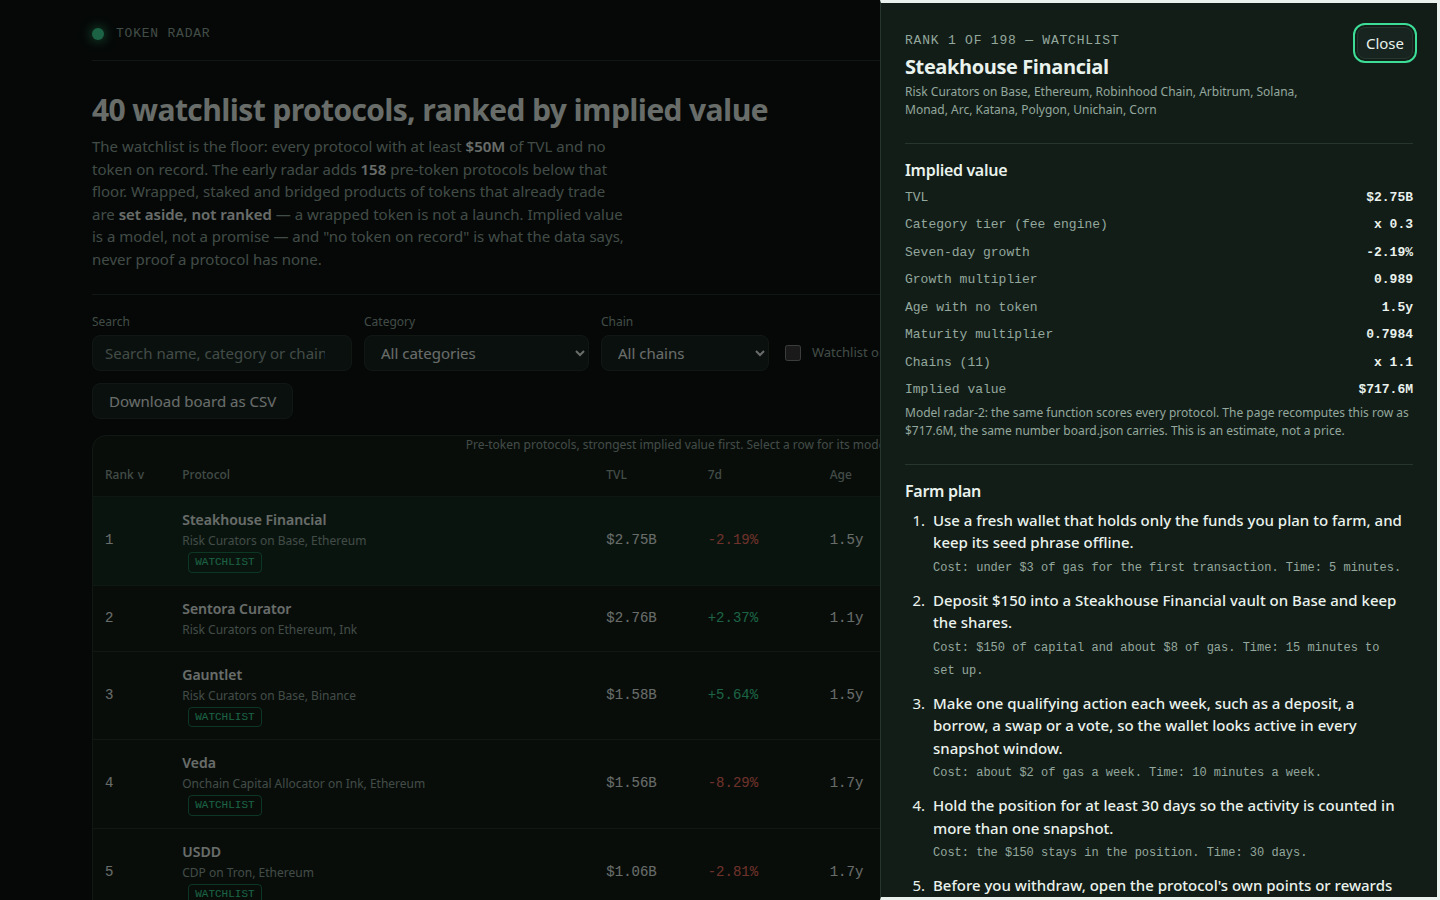 TOKEN RADAR
40 watchlist protocols, ranked by implied value
The watchlist is the floor: every protocol with at least $50M of TVL and no
token on record. The early radar adds 158 pre-token protocols below that
floor. Wrapped, staked and bridged products of tokens that already trade
are set aside, not ranked — a wrapped token is not a launch. Implied value
is a model, not a promise — and "no token on record" is what the data says,
never proof a protocol has none.
Search
Category
Chain
Search name, category or chain
All categories
All chains
Watchlist o
Download board as CSV
Pre-token protocols, strongest implied value first. Select a row for its mode
Rank v Protocol TVL 7d Age
1 Steakhouse Financial $2.75B -2.19% 1.5y
Risk Curators on Base, Ethereum
WATCHLIST
2 Sentora Curator $2.76B +2.37% 1.1y
Risk Curators on Ethereum, Ink
3 Gauntlet $1.58B +5.64% 1.5y
Risk Curators on Base, Binance
WATCHLIST
4 Veda $1.56B -8.29% 1.7y
Onchain Capital Allocator on Ink, Ethereum
WATCHLIST
5 USDD $1.06B -2.81% 1.7y
CDP on Tron, Ethereum
WATCHLIST
RANK 1 OF 198 — WATCHLIST
Close
Steakhouse Financial
Risk Curators on Base, Ethereum, Robinhood Chain, Arbitrum, Solana,
Monad, Arc, Katana, Polygon, Unichain, Corn
Implied value
TVL $2.75B
Category tier (fee engine) x 0.3
Seven-day growth -2.19%
Growth multiplier 0.989
Age with no token 1.5y
Maturity multiplier 0.7984
Chains (11) x 1.1
Implied value $717.6M
Model radar-2: the same function scores every protocol. The page recomputes this row as
$717.6M, the same number board.json carries. This is an estimate, not a price.
Farm plan
1. Use a fresh wallet that holds only the funds you plan to farm, and
keep its seed phrase offline.
Cost: under $3 of gas for the first transaction. Time: 5 minutes.
2. Deposit $150 into a Steakhouse Financial vault on Base and keep
the shares.
Cost: $150 of capital and about $8 of gas. Time: 15 minutes to
set up.
3. Make one qualifying action each week, such as a deposit, a
borrow, a swap or a vote, so the wallet looks active in every
snapshot window.
Cost: about $2 of gas a week. Time: 10 minutes a week.
4. Hold the position for at least 30 days so the activity is counted in
more than one snapshot.
Cost: the $150 stays in the position. Time: 30 days.
5. Before you withdraw, open the protocol's own points or rewards